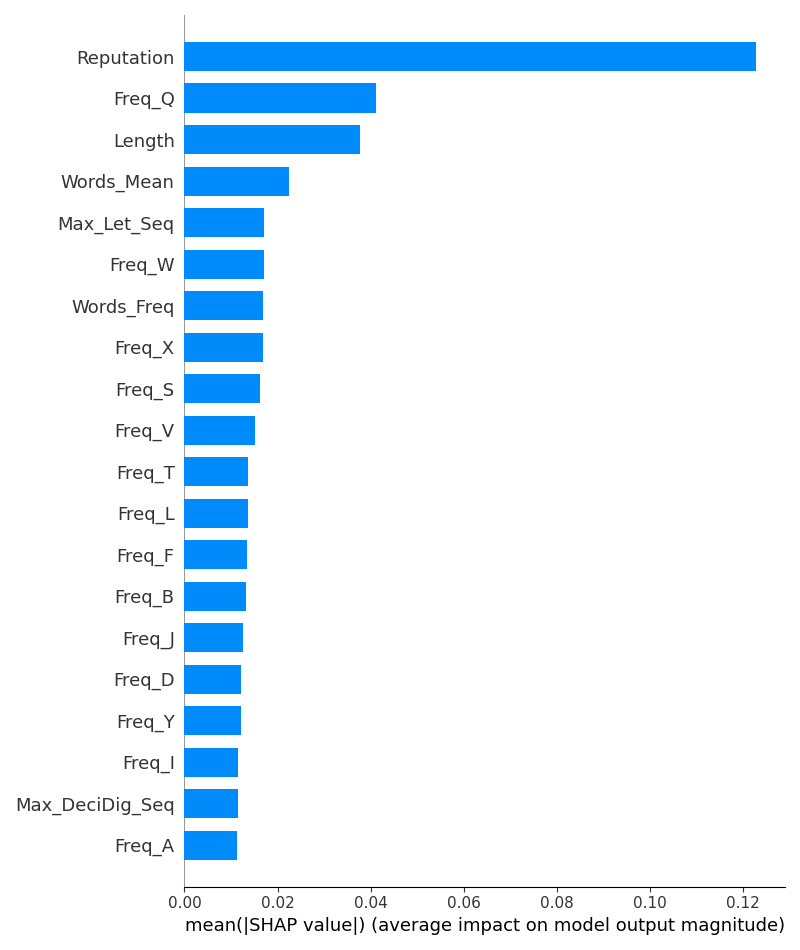 Reputation
Freq_Q
Length
Words_Mean
Max_Let_Seq
Freq_W
Words_Freq
Freq_X
Freq_S
Freq_V
Freq_T
Freq_L
Freq_F
Freq_B
Freq_J
Freq_D
Freq_Y
Freq_I
Max_DeciDig_Seq
Freq_A
0.00 0.02 0.04 0.06 0.08 0.10 0.12
mean(|SHAP value|) (average impact on model output magnitude)